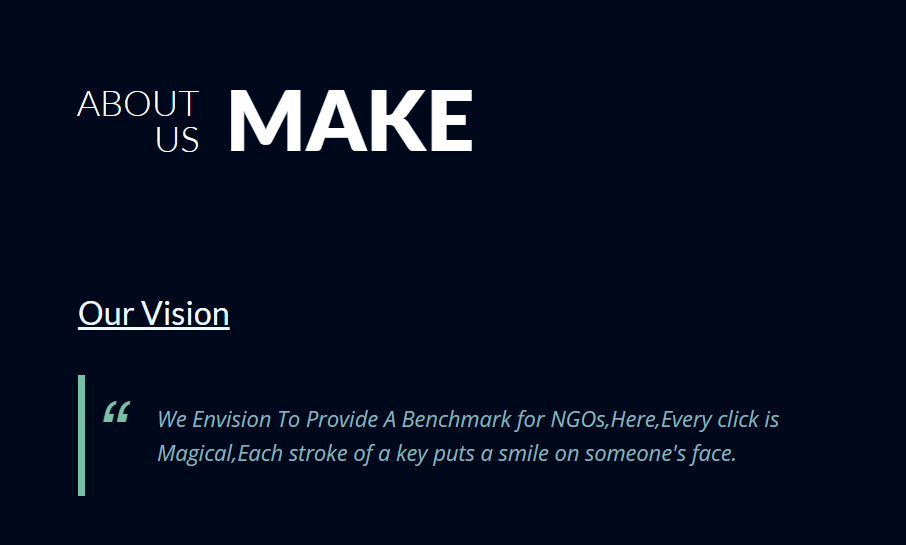 ABOUT
US
MAKE
Our Vision
“
We Envision To Provide A Benchmark for NGOs,Here,Every click is
Magical,Each stroke of a key puts a smile on someone's face.